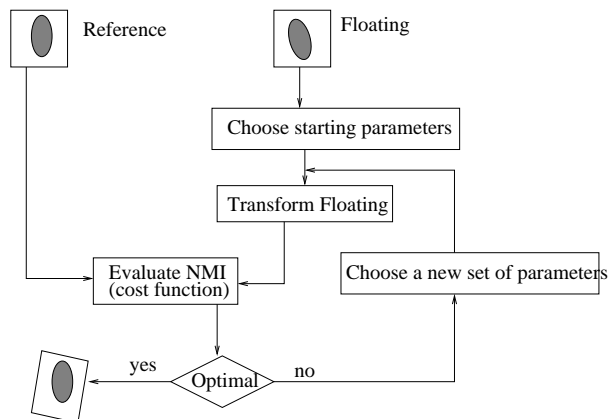 Reference
Floating
Choose starting parameters
Transform Floating
Evaluate NMI
(cost function)
Choose a new set of parameters
yes
Optimal
no